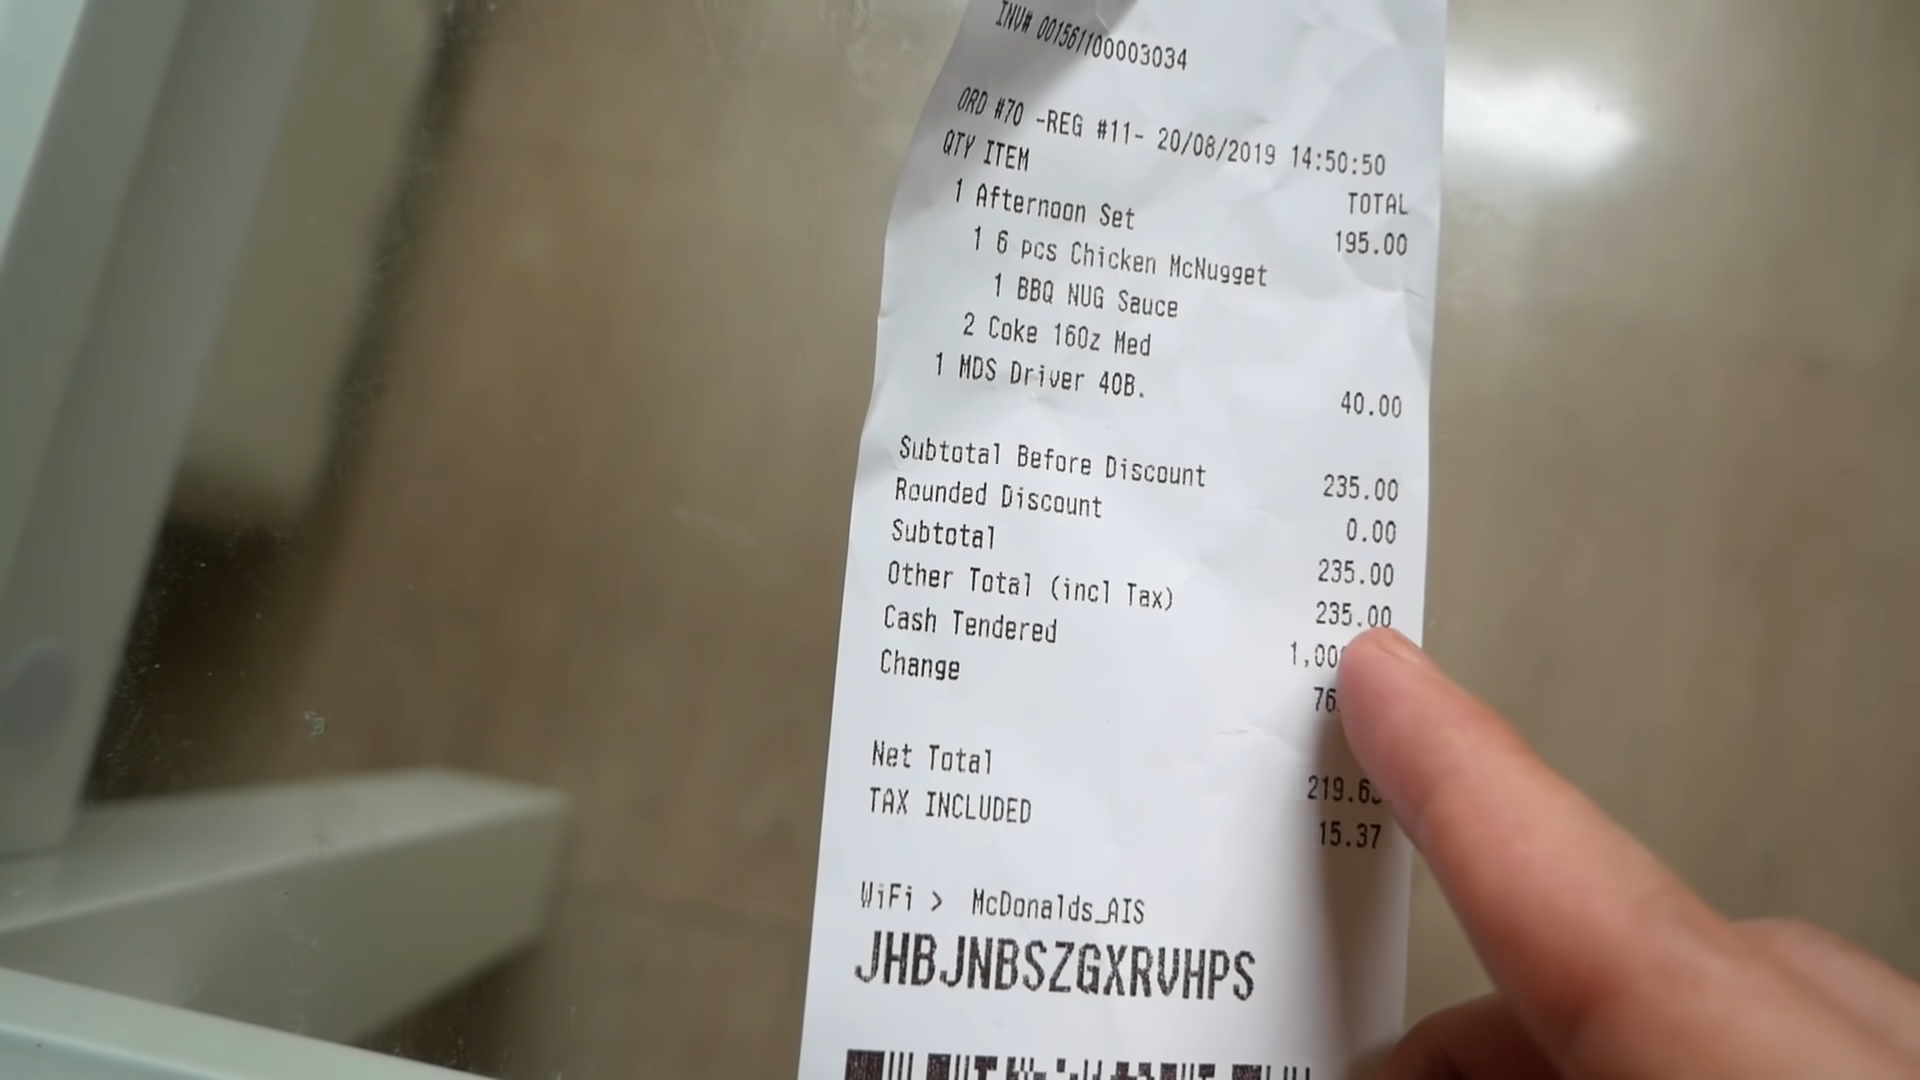 INV# 001561100003034
ORD #70 -REG #11- 20/08/2019 14:50:50
QTY ITEM TOTAL
1 Afternoon Set 195.00
1 6 pcs Chicken McNugget
1 BBQ NUG Sauce
2 Coke 16Oz Med
1 MDS Driver 40B. 40.00
Subtotal Before Discount 235.00
Rounded Discount 0.00
Subtotal 235.00
Other Total (incl Tax) 235.00
Cash Tendered
Change
Net Total
TAX INCLUDED 15.37
WiFi > McDonalds_AIS
JHBJNBSZGXRVHPS